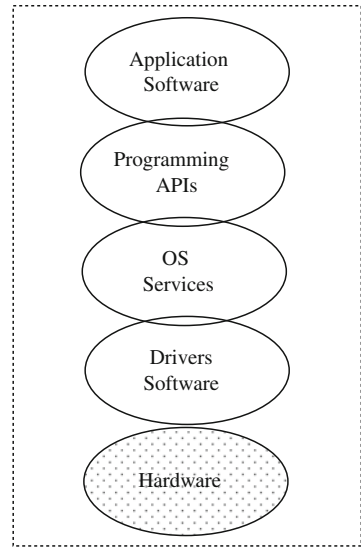 Application
Software
Programming
APIs
OS
Services
Drivers
Software
Hardware